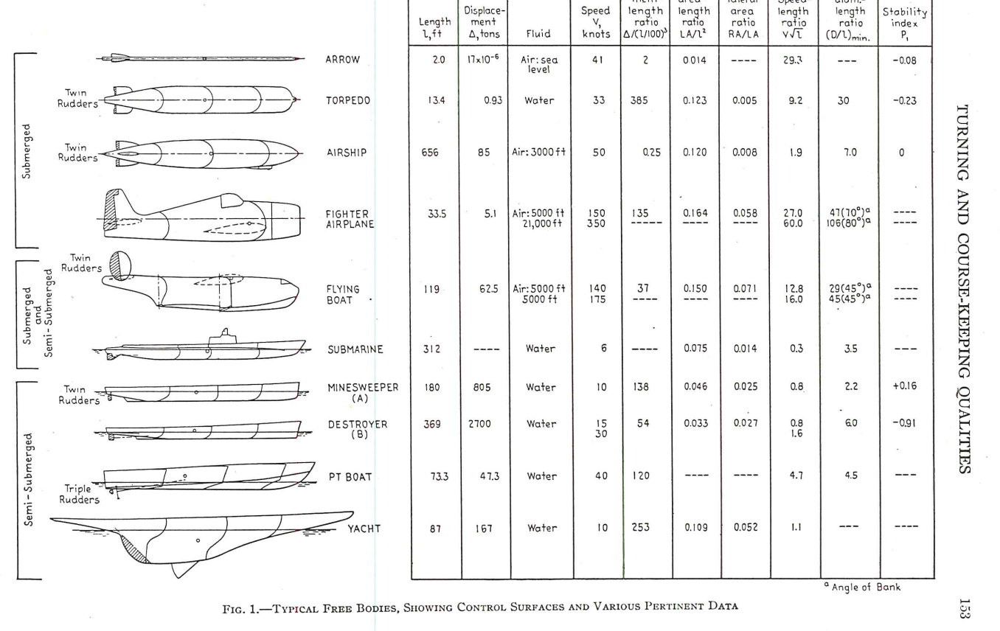 Length l, ft
Displace-ment Δ, tons
Fluid
Speed V, knots
length ratio Δ/(l/100)³
length ratio LA/l²
area ratio RA/LA
length ratio V√l
length ratio (D/l)min.
Stability index P₁
Submerged
ARROW 2.0 17x10⁻⁶ Air: sea level 41 2 0.014 ---- 29.3 --- -0.08
Twin Rudders
TORPEDO 13.4 0.93 Water 33 385 0.123 0.005 9.2 30 -0.23
Twin Rudders
AIRSHIP 656 85 Air: 3000 ft 50 0.25 0.120 0.008 1.9 7.0 0
FIGHTER 33.5 5.1 Air: 5000 ft 150 135 0.164 0.058 27.0 47(70°)ᵃ ----
AIRPLANE 21,000 ft 350 ----- ---- ---- 60.0 106(80°)ᵃ ----
Submerged and Semi-Submerged
Twin Rudders
FLYING 119 62.5 Air: 5000 ft 140 37 0.150 0.071 12.8 29(45°)ᵃ ----
BOAT 5000 ft 175 ---- ---- ---- 16.0 45(45°)ᵃ ----
SUBMARINE 312 ---- Water 6 ---- 0.075 0.014 0.3 3.5 ---
Semi-Submerged
Twin Rudders
MINESWEEPER 180 805 Water 10 138 0.046 0.025 0.8 2.2 +0.16
(A)
DESTROYER 369 2700 Water 15 54 0.033 0.027 0.8 6.0 -0.91
(B) 30 1.6
PT BOAT 73.3 47.3 Water 40 120 ---- ---- 4.7 4.5 ---
Triple Rudders
YACHT 87 167 Water 10 253 0.109 0.052 1.1 --- ----
ᵃ Angle of Bank
FIG. 1.—TYPICAL FREE BODIES, SHOWING CONTROL SURFACES AND VARIOUS PERTINENT DATA
TURNING AND COURSE-KEEPING QUALITIES
153